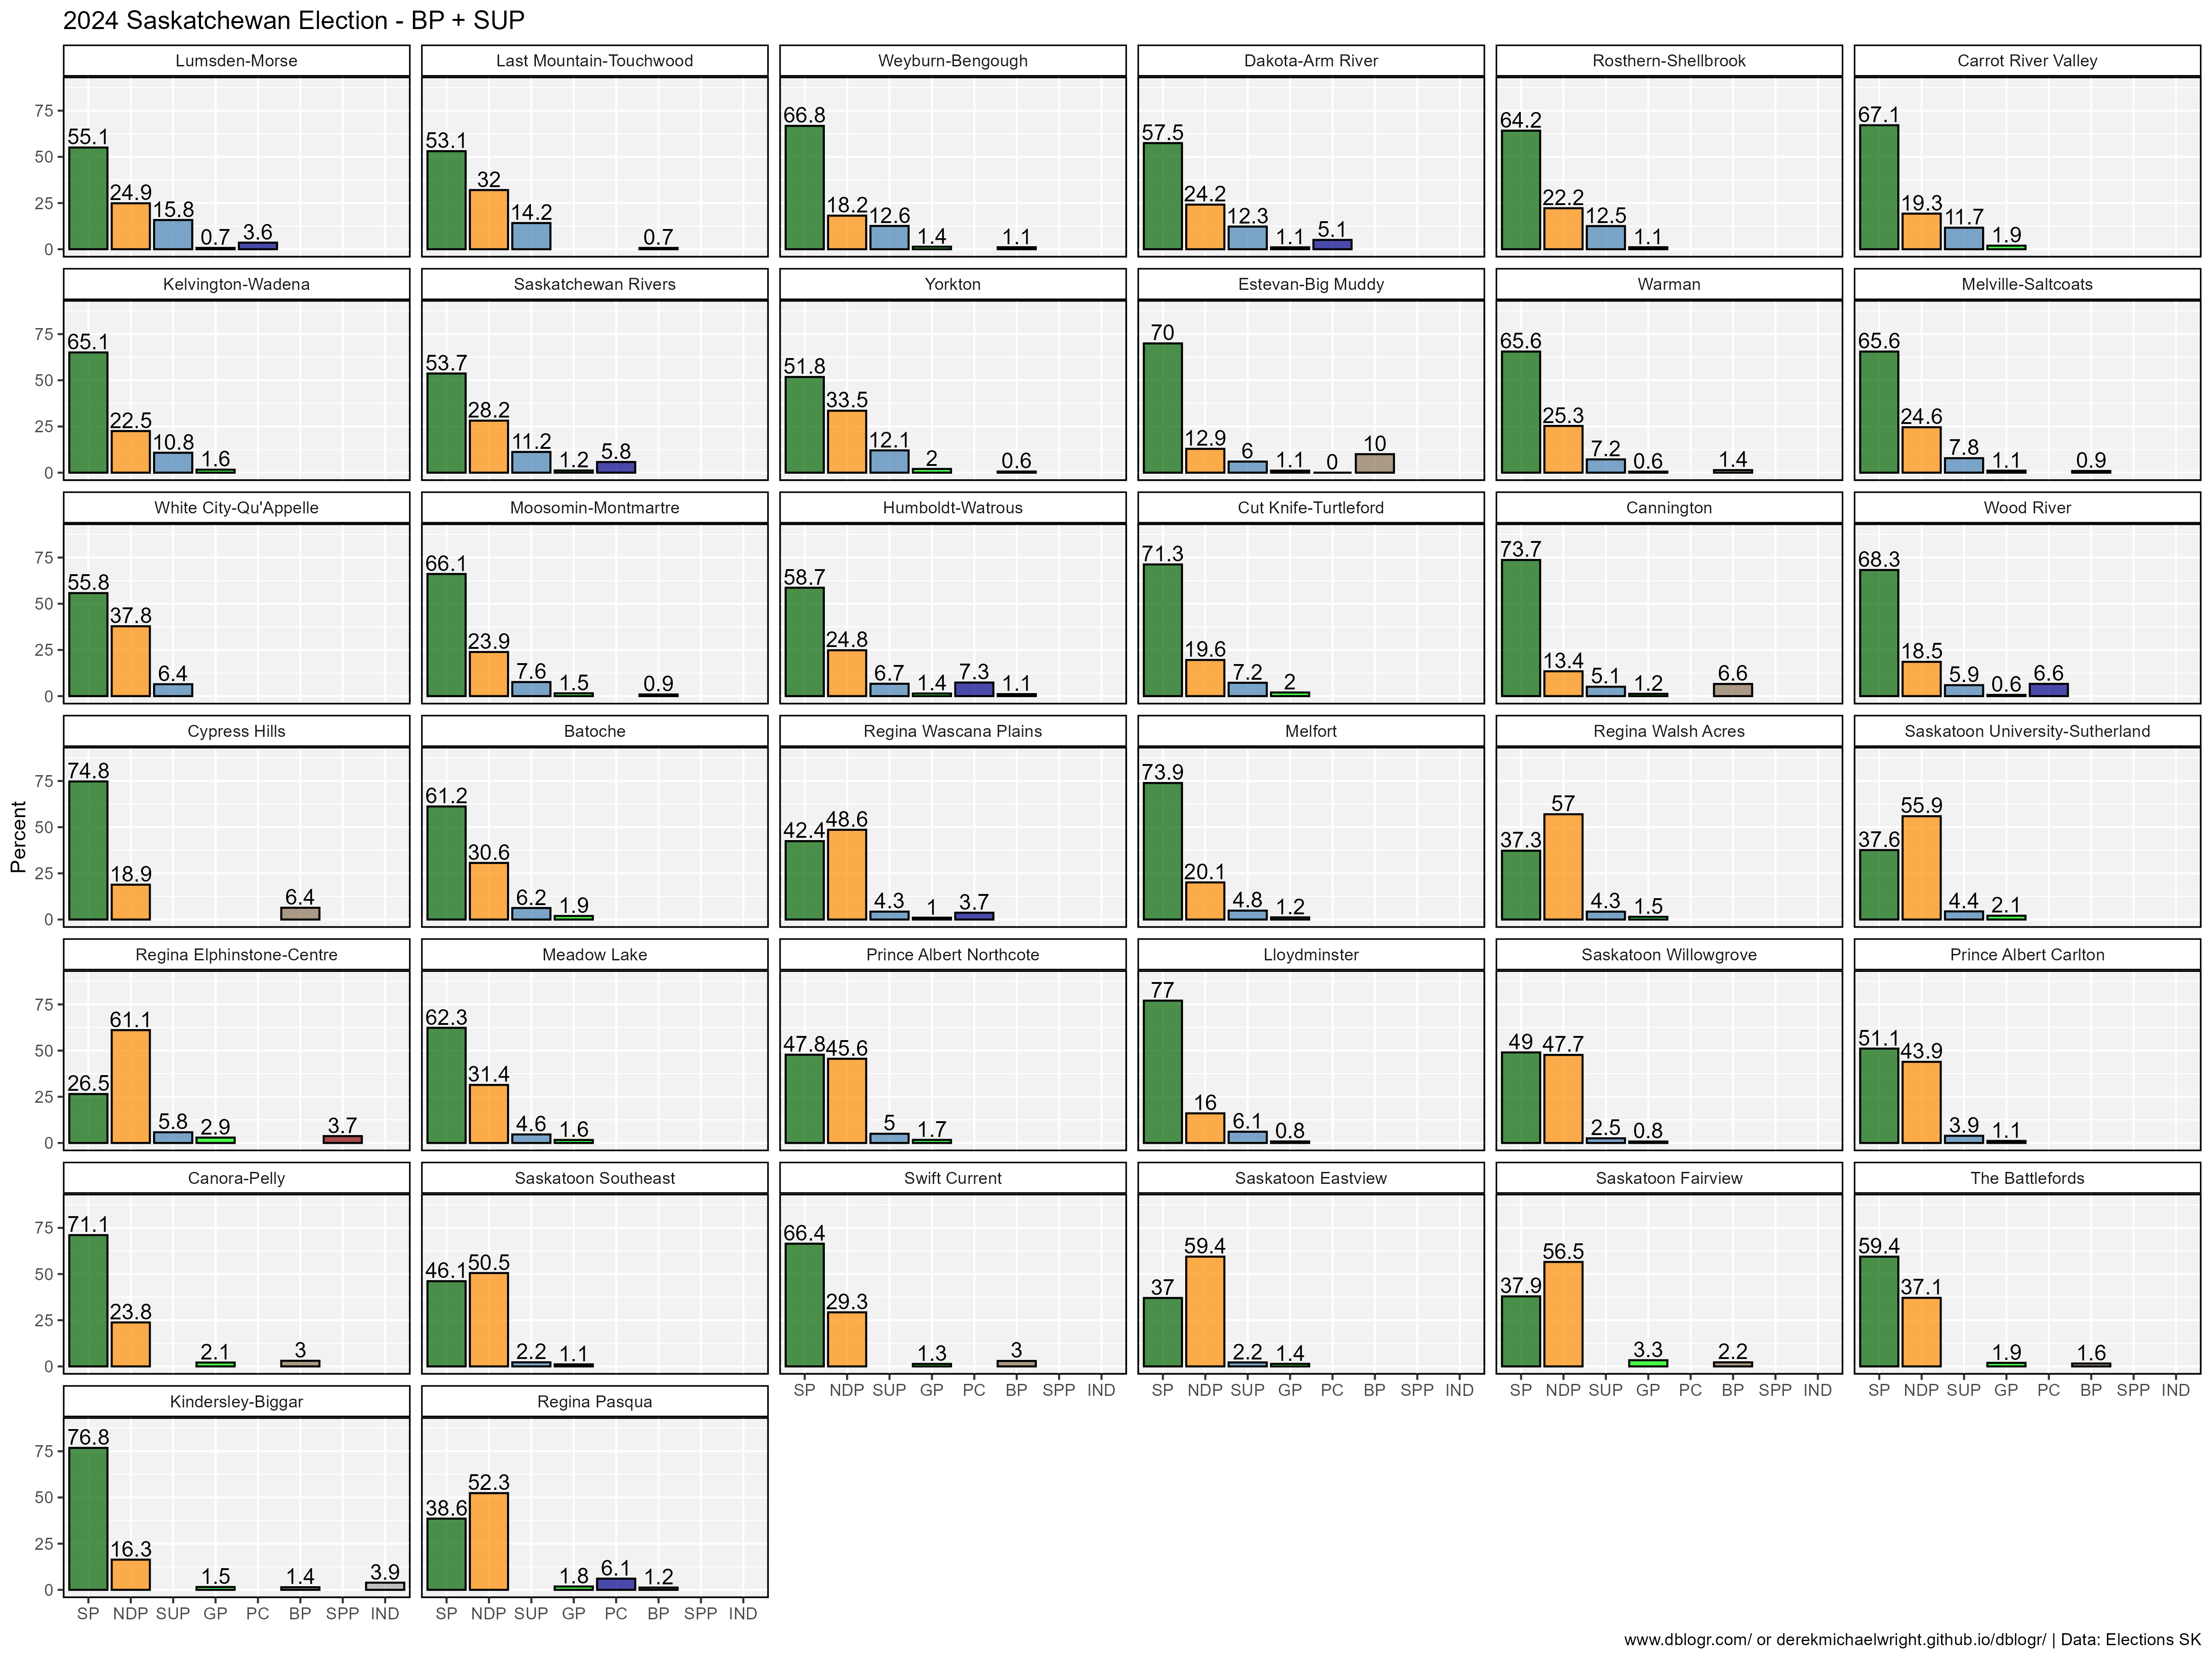 2024 Saskatchewan Election - BP + SUP
Percent
Lumsden-Morse
75
50
25
0
55.1 24.9 15.8 0.7 3.6
Last Mountain-Touchwood
53.1 32 14.2 0.7
Weyburn-Bengough
66.8 18.2 12.6 1.4 1.1
Dakota-Arm River
57.5 24.2 12.3 1.1 5.1
Rosthern-Shellbrook
64.2 22.2 12.5 1.1
Carrot River Valley
67.1 19.3 11.7 1.9
Kelvington-Wadena
75
50
25
0
65.1 22.5 10.8 1.6
Saskatchewan Rivers
53.7 28.2 11.2 1.2 5.8
Yorkton
51.8 33.5 12.1 2 0.6
Estevan-Big Muddy
70 12.9 6 1.1 0 10
Warman
65.6 25.3 7.2 0.6 1.4
Melville-Saltcoats
65.6 24.6 7.8 1.1 0.9
White City-Qu'Appelle
75
50
25
0
55.8 37.8 6.4
Moosomin-Montmartre
66.1 23.9 7.6 1.5 0.9
Humboldt-Watrous
58.7 24.8 6.7 1.4 7.3 1.1
Cut Knife-Turtleford
71.3 19.6 7.2 2
Cannington
73.7 13.4 5.1 1.2 6.6
Wood River
68.3 18.5 5.9 0.6 6.6
Cypress Hills
75
50
25
0
74.8 18.9 6.4
Batoche
61.2 30.6 6.2 1.9
Regina Wascana Plains
42.4 48.6 4.3 1 3.7
Melfort
73.9 20.1 4.8 1.2
Regina Walsh Acres
37.3 57 4.3 1.5
Saskatoon University-Sutherland
37.6 55.9 4.4 2.1
Regina Elphinstone-Centre
75
50
25
0
26.5 61.1 5.8 2.9 3.7
Meadow Lake
62.3 31.4 4.6 1.6
Prince Albert Northcote
47.8 45.6 5 1.7
Lloydminster
77 16 6.1 0.8
Saskatoon Willowgrove
49 47.7 2.5 0.8
Prince Albert Carlton
51.1 43.9 3.9 1.1
Canora-Pelly
75
50
25
0
71.1 23.8 2.1 3
Saskatoon Southeast
46.1 50.5 2.2 1.1
Swift Current
66.4 29.3 1.3 3
SP NDP SUP GP PC BP SPP IND
Saskatoon Eastview
37 59.4 2.2 1.4
SP NDP SUP GP PC BP SPP IND
Saskatoon Fairview
37.9 56.5 3.3 2.2
SP NDP SUP GP PC BP SPP IND
The Battlefords
59.4 37.1 1.9 1.6
SP NDP SUP GP PC BP SPP IND
Kindersley-Biggar
75
50
25
0
76.8 16.3 1.5 1.4 3.9
SP NDP SUP GP PC BP SPP IND
Regina Pasqua
38.6 52.3 1.8 6.1 1.2
SP NDP SUP GP PC BP SPP IND
www.dblogr.com/ or derekmichaelwright.github.io/dblogr/ | Data: Elections SK